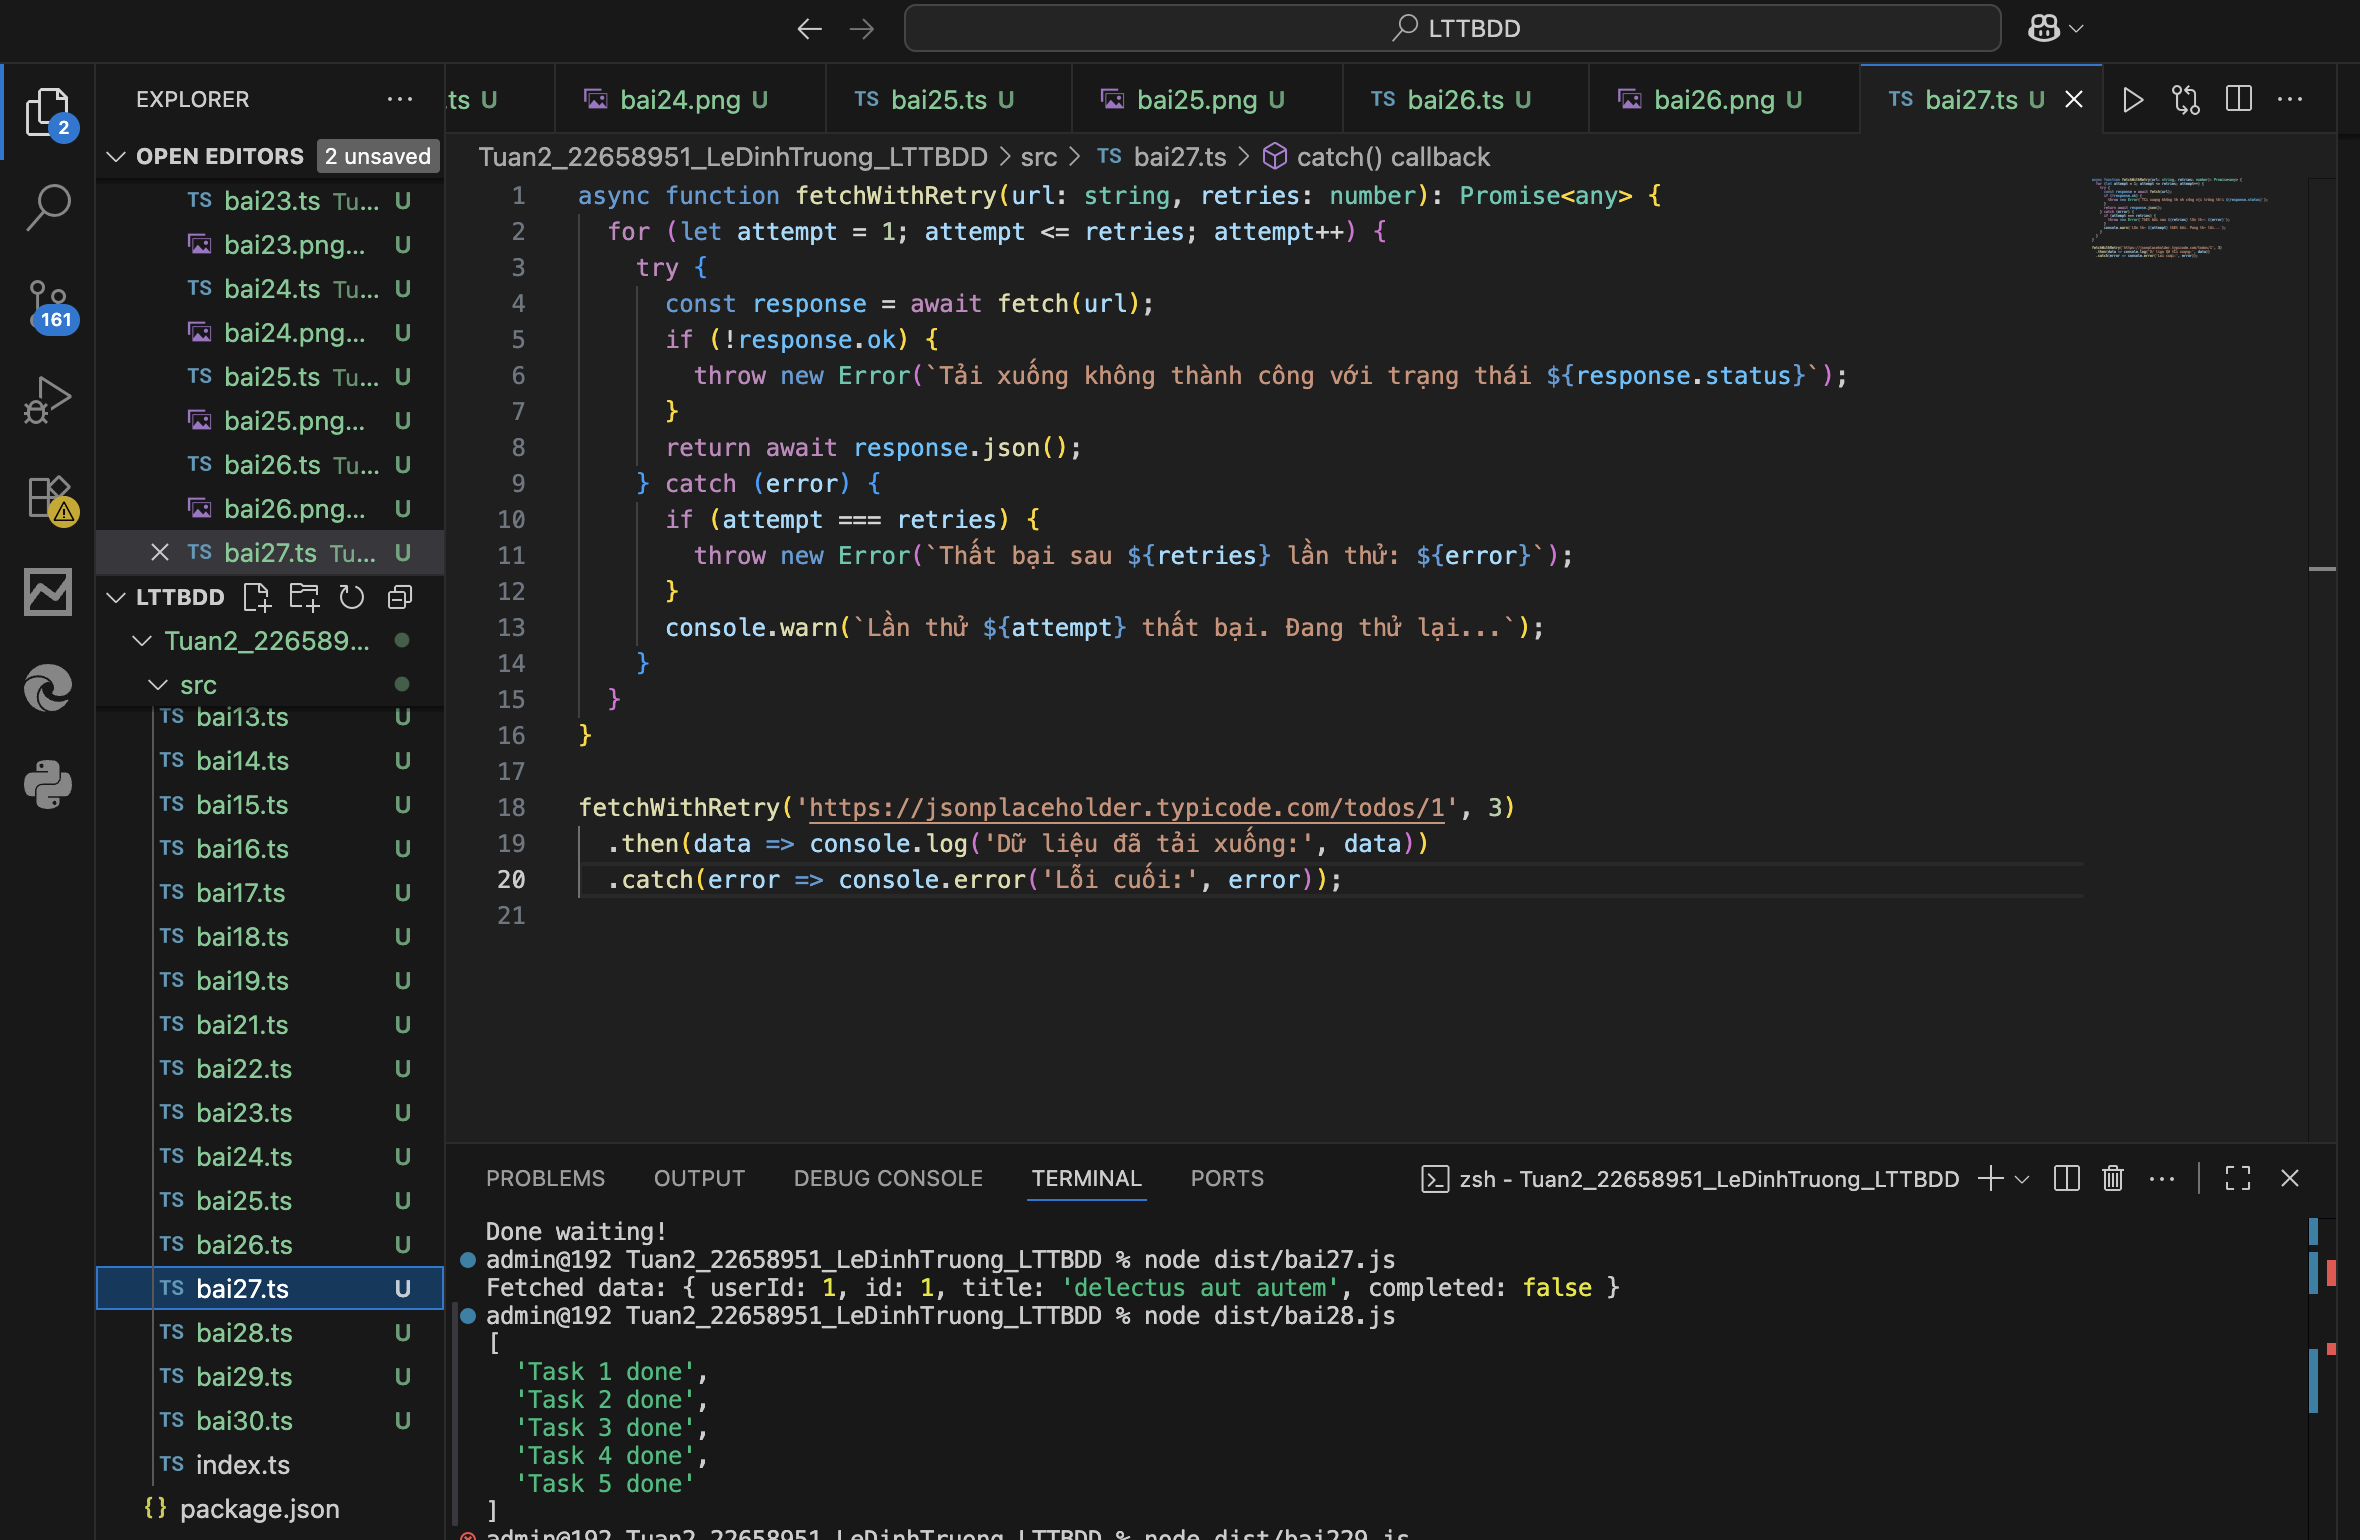 LTTBDD
EXPLORER
2
OPEN EDITORS 2 unsaved
TS bai23.ts Tu... U
bai23.png... U
TS bai24.ts Tu... U
bai24.png... U
TS bai25.ts Tu... U
bai25.png... U
TS bai26.ts Tu... U
bai26.png... U
TS bai27.ts Tu... U
161
LTTBDD
Tuan2_226589...
src
TS bai13.ts U
TS bai14.ts U
TS bai15.ts U
TS bai16.ts U
TS bai17.ts U
TS bai18.ts U
TS bai19.ts U
TS bai21.ts U
TS bai22.ts U
TS bai23.ts U
TS bai24.ts U
TS bai25.ts U
TS bai26.ts U
TS bai27.ts U
TS bai28.ts U
TS bai29.ts U
TS bai30.ts U
TS index.ts
{} package.json
.ts U
bai24.png U
TS bai25.ts U
bai25.png U
TS bai26.ts U
bai26.png U
TS bai27.ts U
Tuan2_22658951_LeDinhTruong_LTTBDD > src > TS bai27.ts > catch() callback
1 async function fetchWithRetry(url: string, retries: number): Promise<any> {
2 for (let attempt = 1; attempt <= retries; attempt++) {
3 try {
4 const response = await fetch(url);
5 if (!response.ok) {
6 throw new Error(`Tải xuống không thành công với trạng thái ${response.status}`);
7 }
8 return await response.json();
9 } catch (error) {
10 if (attempt === retries) {
11 throw new Error(`Thất bại sau ${retries} lần thử: ${error}`);
12 }
13 console.warn(`Lần thử ${attempt} thất bại. Đang thử lại...`);
14 }
15 }
16 }
17
18 fetchWithRetry('https://jsonplaceholder.typicode.com/todos/1', 3)
19 .then(data => console.log('Dữ liệu đã tải xuống:', data))
20 .catch(error => console.error('Lỗi cuối:', error));
21
PROBLEMS OUTPUT DEBUG CONSOLE TERMINAL PORTS
zsh - Tuan2_22658951_LeDinhTruong_LTTBDD
Done waiting!
admin@192 Tuan2_22658951_LeDinhTruong_LTTBDD % node dist/bai27.js
Fetched data: { userId: 1, id: 1, title: 'delectus aut autem', completed: false }
admin@192 Tuan2_22658951_LeDinhTruong_LTTBDD % node dist/bai28.js
[
'Task 1 done',
'Task 2 done',
'Task 3 done',
'Task 4 done',
'Task 5 done'
]
admin@192 Tuan2_22658951_LeDinhTruong_LTTBDD % node dist/bai229.js